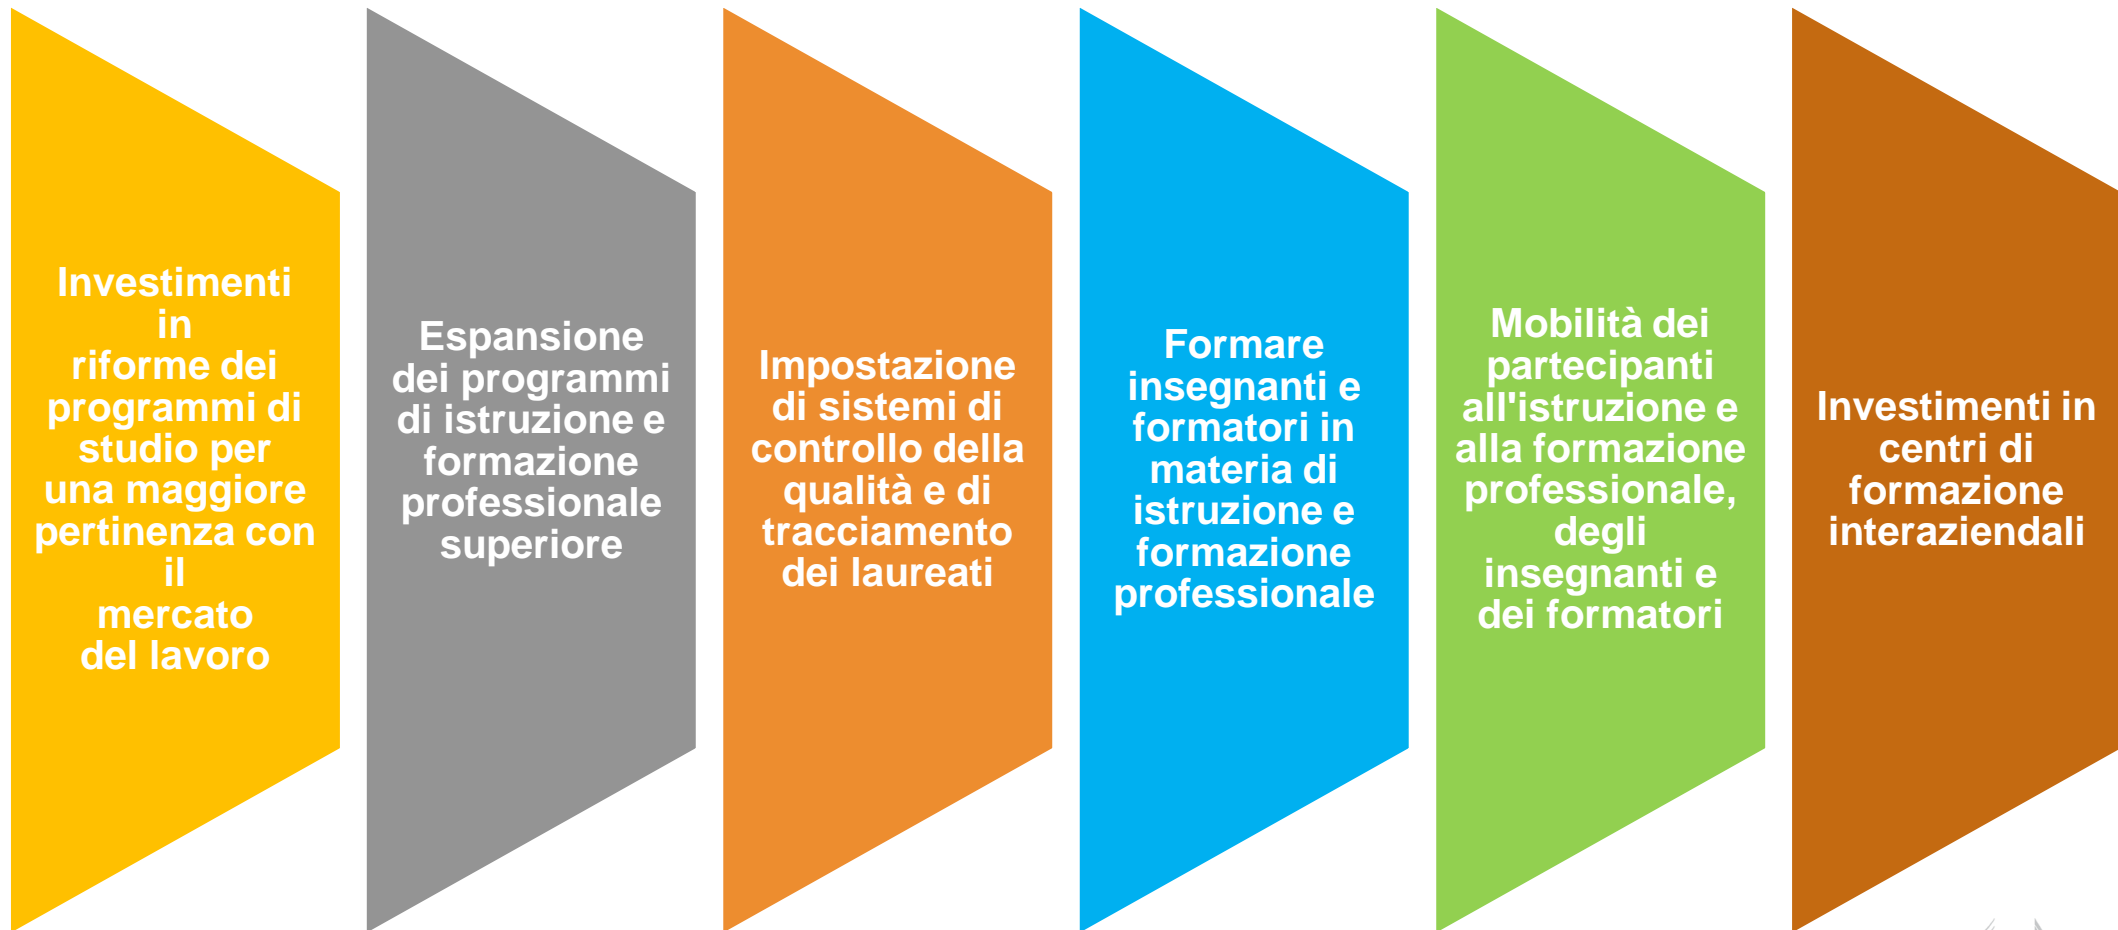 Investimenti
in
riforme dei
programmi di
studio per
una maggiore
pertinenza con
il
mercato
del lavoro
Espansione
dei programmi
di istruzione e
formazione
professionale
superiore
Impostazione
di sistemi di
controllo della
qualità e di
tracciamento
dei laureati
Formare
insegnanti e
formatori in
materia di
istruzione e
formazione
professionale
Mobilità dei
partecipanti
all'istruzione e
alla formazione
professionale,
degli
insegnanti e
dei formatori
Investimenti in
centri di
formazione
interaziendali